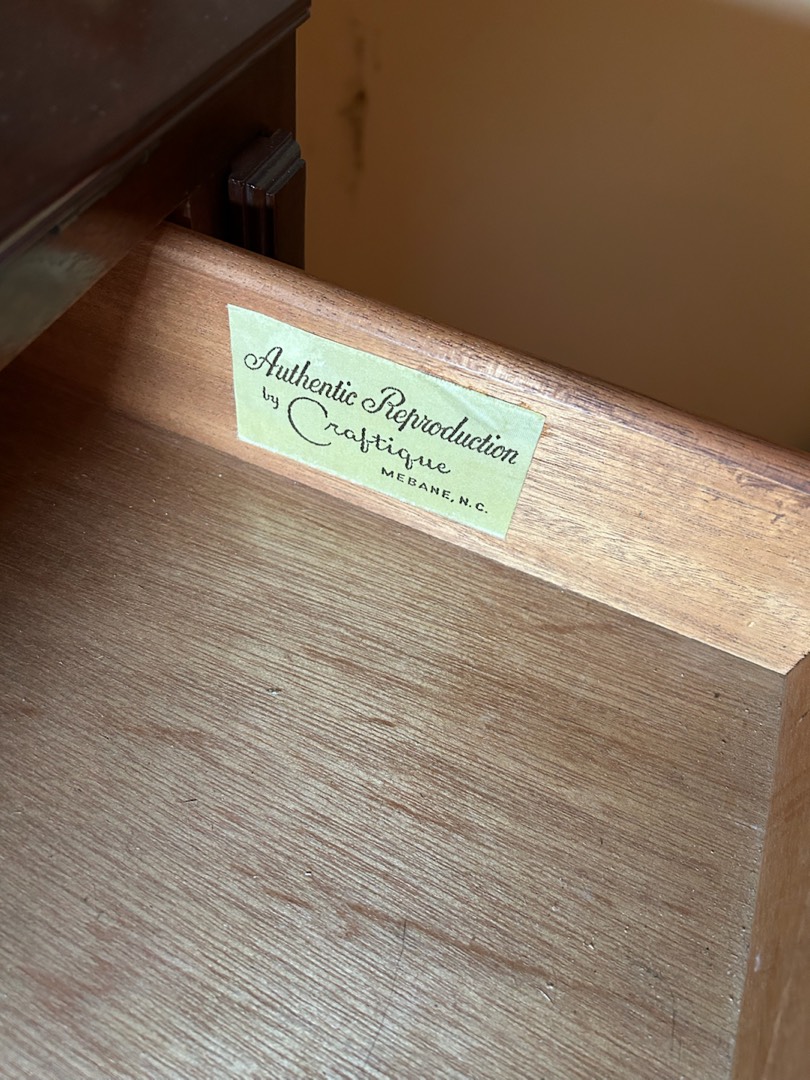 Authentic Reproduction
by Craftique
MEBANE, N.C.